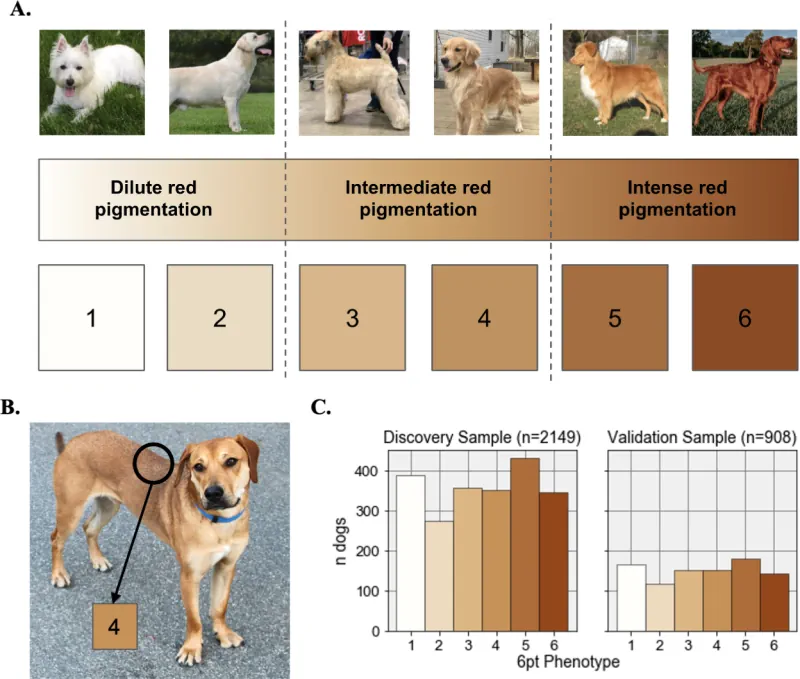 A.
Dilute red
pigmentation
Intermediate red
pigmentation
Intense red
pigmentation
1
2
3
4
5
6
B.
4
C.
Discovery Sample (n=2149)
Validation Sample (n=908)
n dogs
400
300
200
100
0
1 2 3 4 5 6
1 2 3 4 5 6
6pt Phenotype